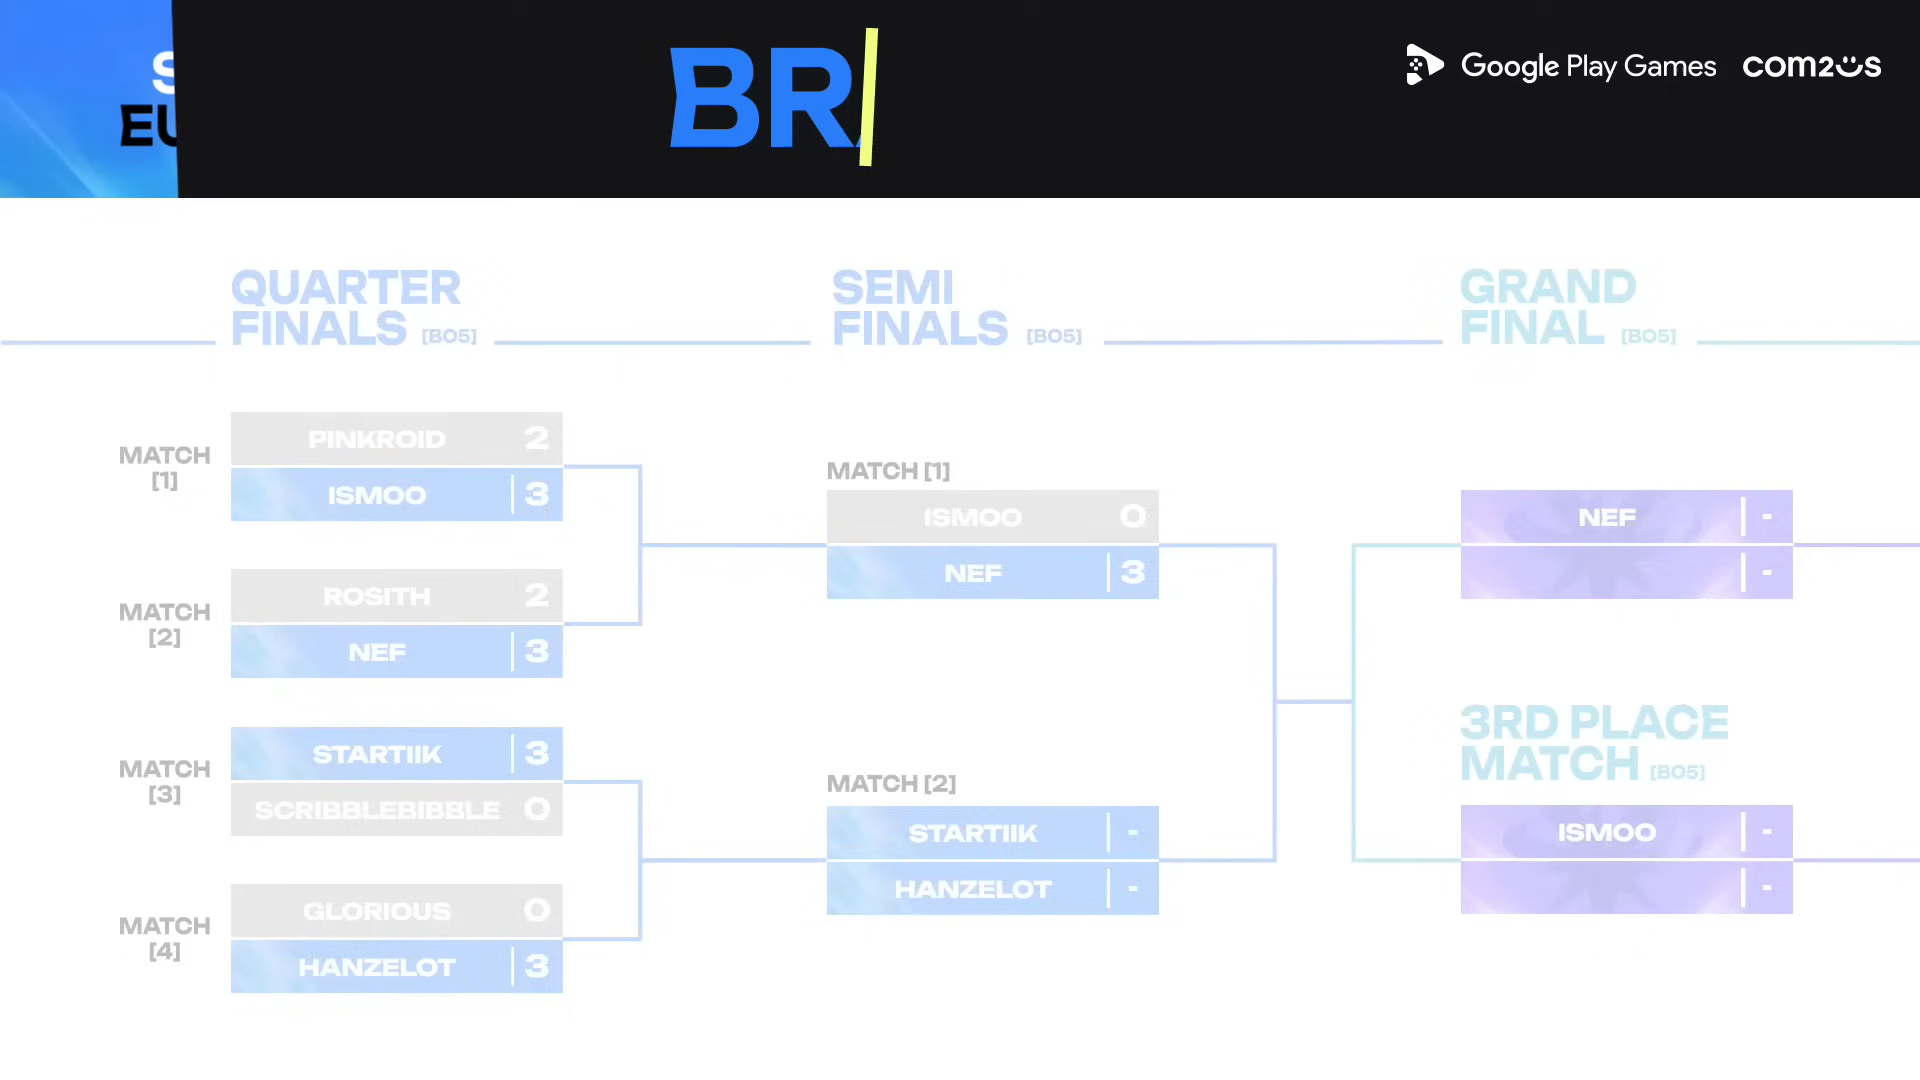 BR
Google Play Games
com2us
QUARTER
FINALS [BO5]
SEMI
FINALS [BO5]
GRAND
FINAL [BO5]
MATCH
[1]
PINKROID 2
ISMOO 3
MATCH
[2]
ROSITH 2
NEF 3
MATCH
[3]
STARTIIK 3
SCRIBBLEBIBBLE 0
MATCH
[4]
GLORIOUS 0
HANZELOT 3
MATCH [1]
ISMOO 0
NEF 3
MATCH [2]
STARTIIK -
HANZELOT -
NEF -
-
3RD PLACE
MATCH [BO5]
ISMOO -
-